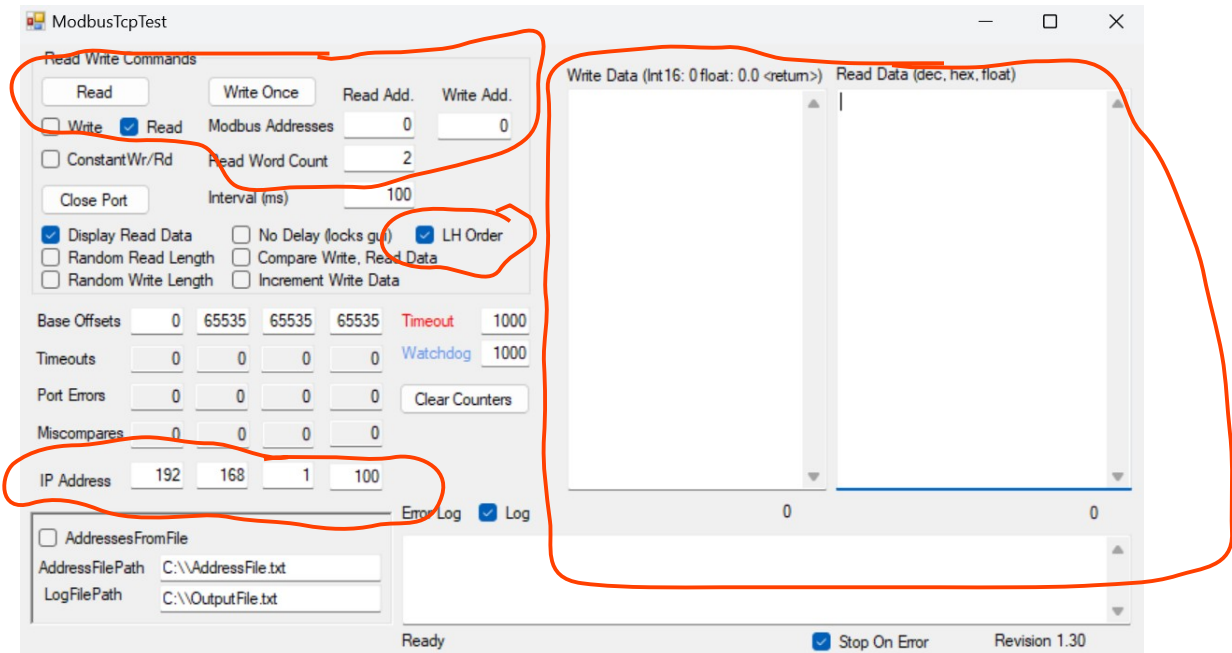 ModbusTcpTest
Read Write Commands
Read Write Once Read Add. Write Add.
Write Read Modbus Addresses 0 0
ConstantWr/Rd Read Word Count 2
Close Port Interval (ms) 100
Display Read Data No Delay (locks gui) LH Order
Random Read Length Compare Write, Read Data
Random Write Length Increment Write Data
Base Offsets 0 65535 65535 65535 Timeout 1000
Timeouts 0 0 0 0 Watchdog 1000
Port Errors 0 0 0 0 Clear Counters
Miscompares 0 0 0 0
IP Address 192 168 1 100
AddressesFromFile
AddressFilePath C:\\AddressFile.txt
LogFilePath C:\\OutputFile.txt
Write Data (Int16: 0 float: 0.0 <return>) Read Data (dec, hex, float)
0 0
Error Log Log
Ready Stop On Error Revision 1.30